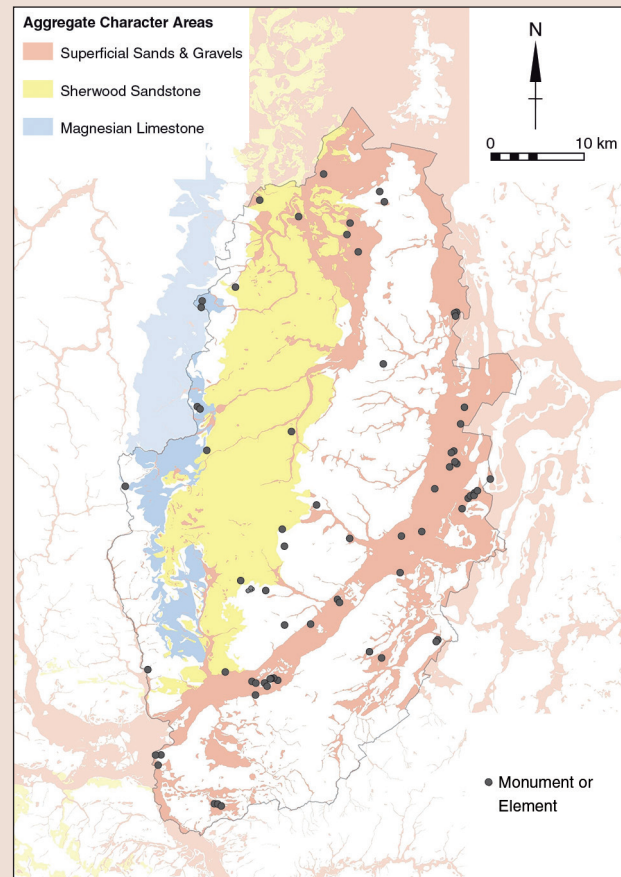 Aggregate Character Areas
Superficial Sands & Gravels
Sherwood Sandstone
Magnesian Limestone
N
0 10 km
Monument or
Element